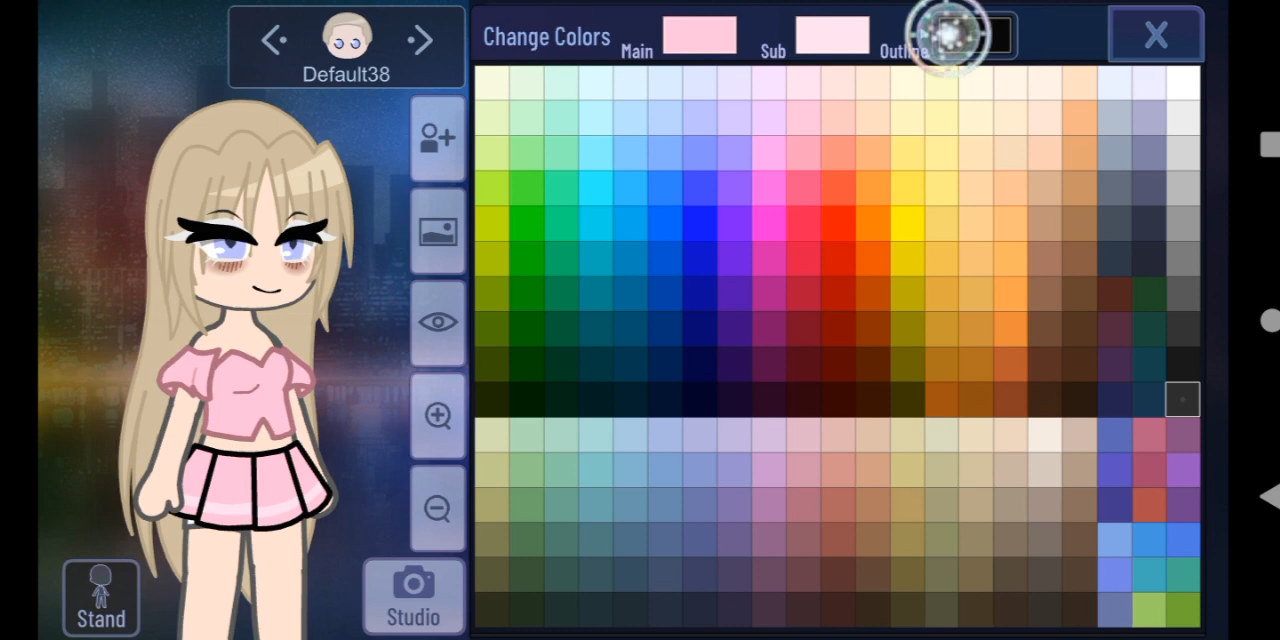 Default38
Change Colors
Main
Sub
Outline
X
Stand
Studio